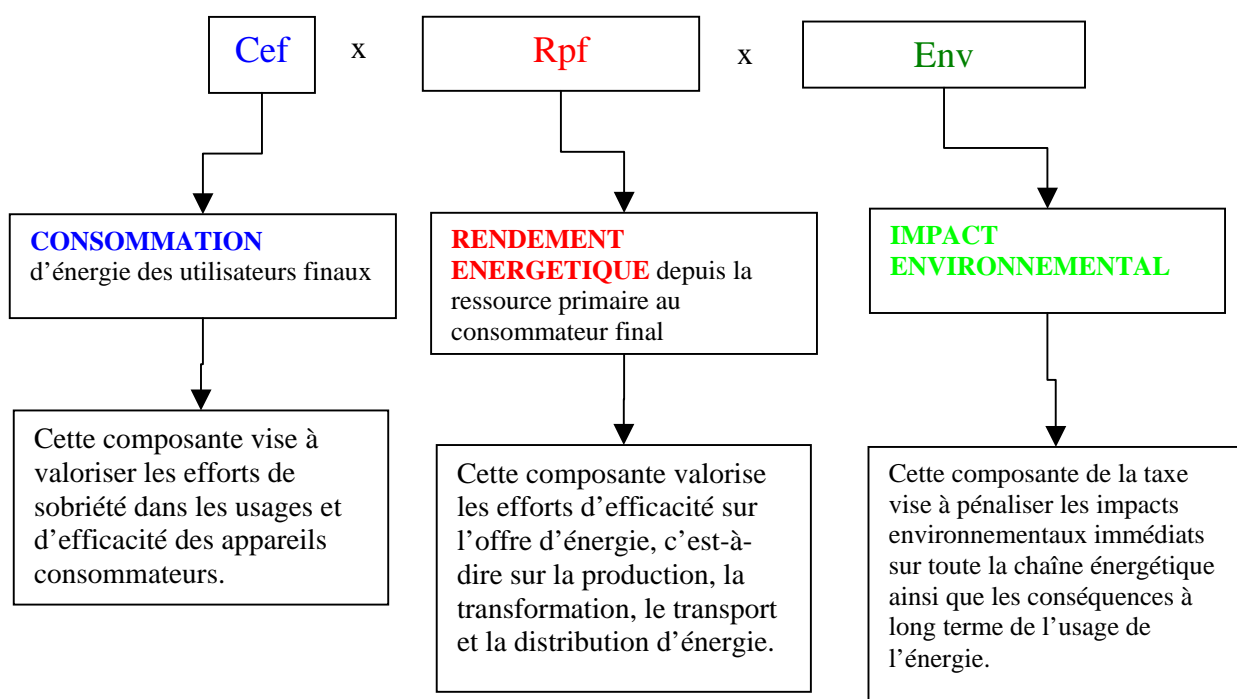 Cef x Rpf x Env
CONSOMMATION
d'énergie des utilisateurs finaux
RENDEMENT
ENERGETIQUE depuis la
ressource primaire au
consommateur final
IMPACT
ENVIRONNEMENTAL
Cette composante vise à
valoriser les efforts de
sobriété dans les usages et
d'efficacité des appareils
consommateurs.
Cette composante valorise
les efforts d'efficacité sur
l'offre d'énergie, c'est-à-
dire sur la production, la
transformation, le transport
et la distribution d'énergie.
Cette composante de la taxe
vise à pénaliser les impacts
environnementaux immédiats
sur toute la chaîne énergétique
ainsi que les conséquences à
long terme de l'usage de
l'énergie.